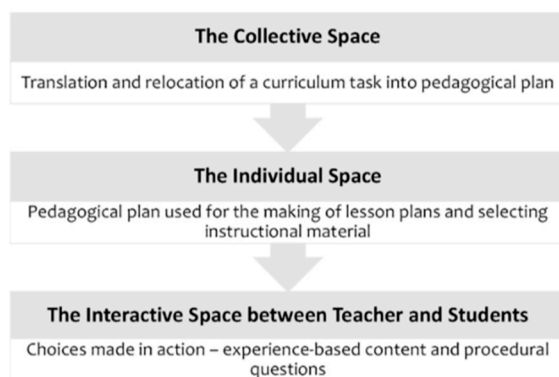 The Collective Space
Translation and relocation of a curriculum task into pedagogical plan
The Individual Space
Pedagogical plan used for the making of lesson plans and selecting
instructional material
The Interactive Space between Teacher and Students
Choices made in action – experience-based content and procedural
questions